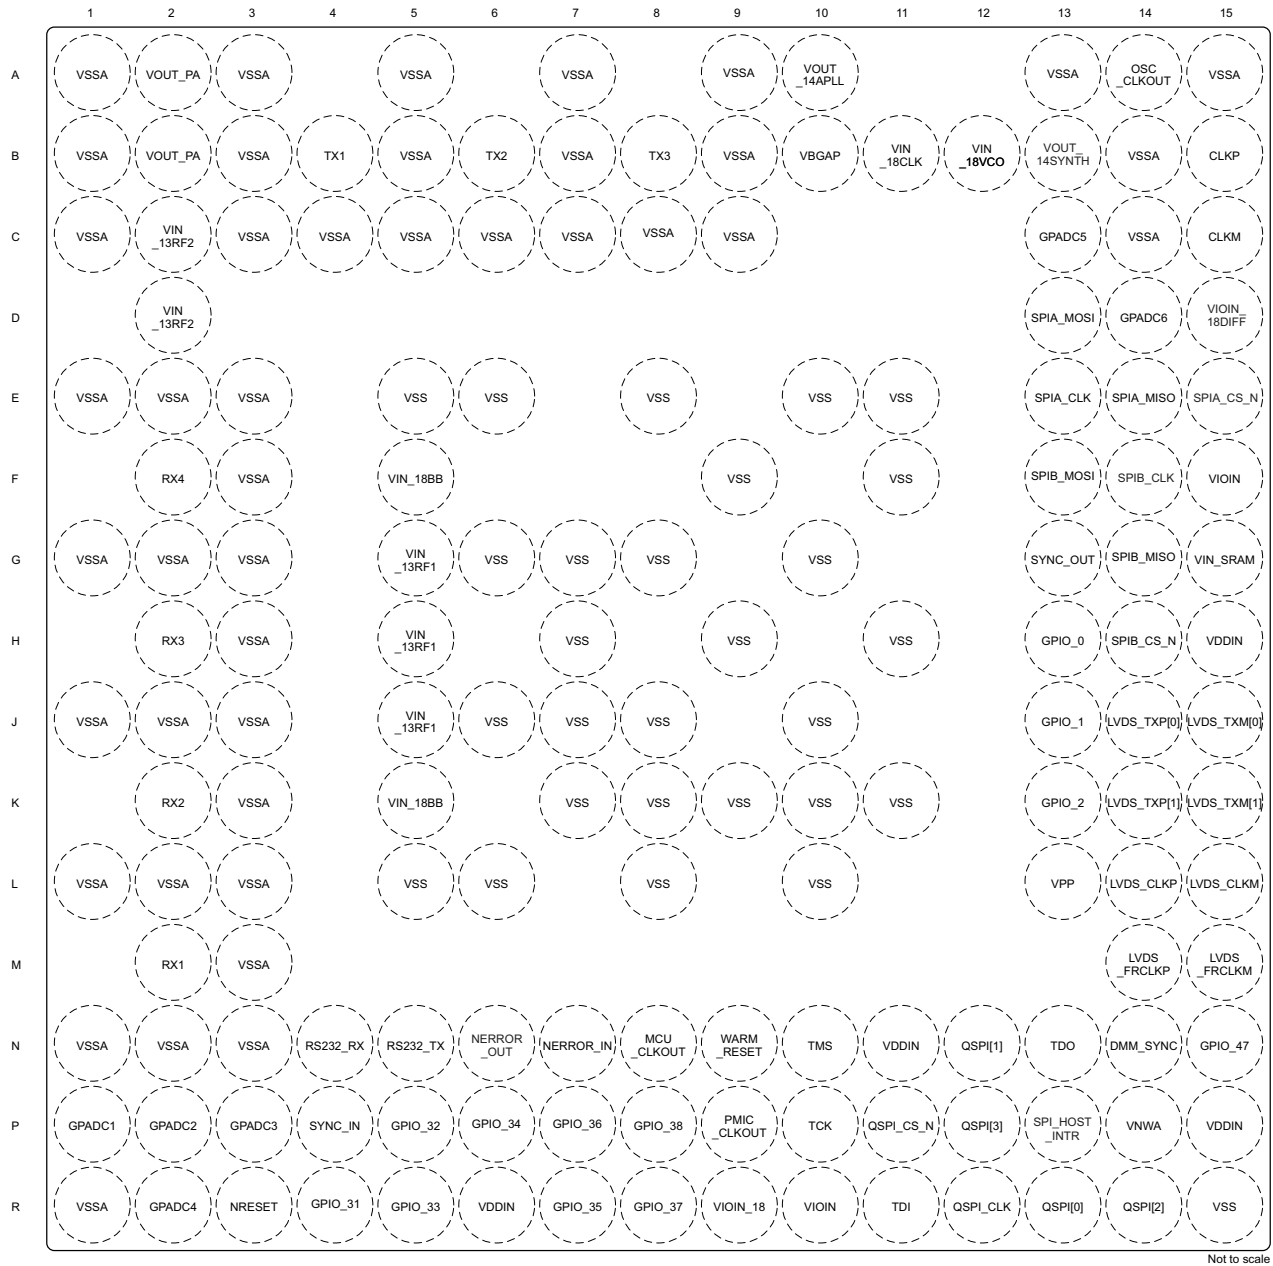 1 2 3 4 5 6 7 8 9 10 11 12 13 14 15
A VSSA VOUT_PA VSSA VSSA VSSA VSSA VOUT _14APLL VSSA OSC _CLKOUT VSSA
B VSSA VOUT_PA VSSA TX1 VSSA TX2 VSSA TX3 VSSA VBGAP VIN _18CLK VIN _18VCO VOUT_ 14SYNTH VSSA CLKP
C VSSA VIN _13RF2 VSSA VSSA VSSA VSSA VSSA VSSA VSSA GPADC5 VSSA CLKM
D VIN _13RF2 SPIA_MOSI GPADC6 VIOIN_ 18DIFF
E VSSA VSSA VSSA VSS VSS VSS VSS VSS SPIA_CLK SPIA_MISO SPIA_CS_N
F RX4 VSSA VIN_18BB VSS VSS SPIB_MOSI SPIB_CLK VIOIN
G VSSA VSSA VSSA VIN _13RF1 VSS VSS VSS VSS SYNC_OUT SPIB_MISO VIN_SRAM
H RX3 VSSA VIN _13RF1 VSS VSS VSS GPIO_0 SPIB_CS_N VDDIN
J VSSA VSSA VSSA VIN _13RF1 VSS VSS VSS VSS GPIO_1 LVDS_TXP[0] LVDS_TXM[0]
K RX2 VSSA VIN_18BB VSS VSS VSS VSS VSS GPIO_2 LVDS_TXP[1] LVDS_TXM[1]
L VSSA VSSA VSSA VSS VSS VSS VSS VPP LVDS_CLKP LVDS_CLKM
M RX1 VSSA LVDS _FRCLKP LVDS _FRCLKM
N VSSA VSSA VSSA RS232_RX RS232_TX NERROR _OUT NERROR_IN MCU _CLKOUT WARM _RESET TMS VDDIN QSPI[1] TDO DMM_SYNC GPIO_47
P GPADC1 GPADC2 GPADC3 SYNC_IN GPIO_32 GPIO_34 GPIO_36 GPIO_38 PMIC _CLKOUT TCK QSPI_CS_N QSPI[3] SPI_HOST _INTR VNWA VDDIN
R VSSA GPADC4 NRESET GPIO_31 GPIO_33 VDDIN GPIO_35 GPIO_37 VIOIN_18 VIOIN TDI QSPI_CLK QSPI[0] QSPI[2] VSS
Not to scale